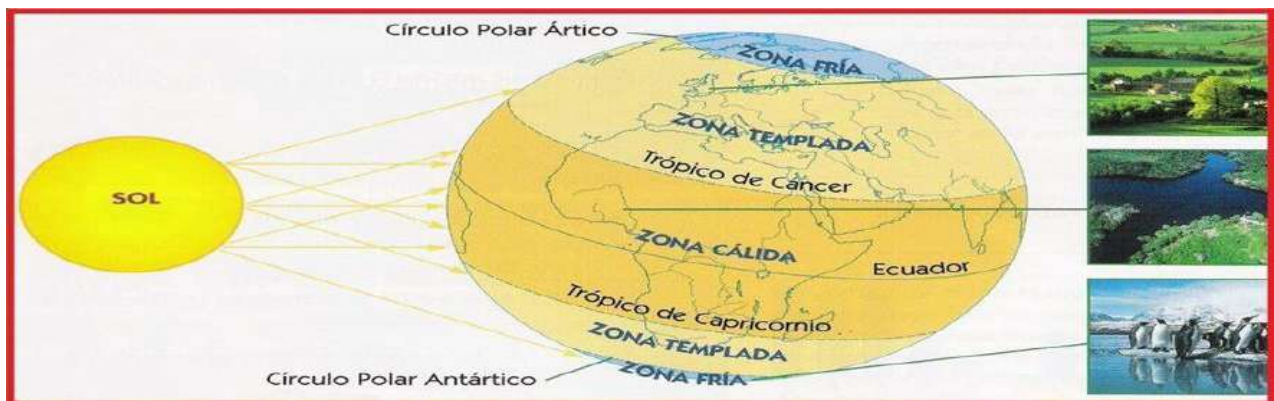 Círculo Polar Ártico
ZONA FRÍA
ZONA TEMPLADA
Trópico de Cáncer
SOL
ZONA CÁLIDA
Ecuador
Trópico de Capricornio
ZONA TEMPLADA
Círculo Polar Antártico
ZONA FRÍA